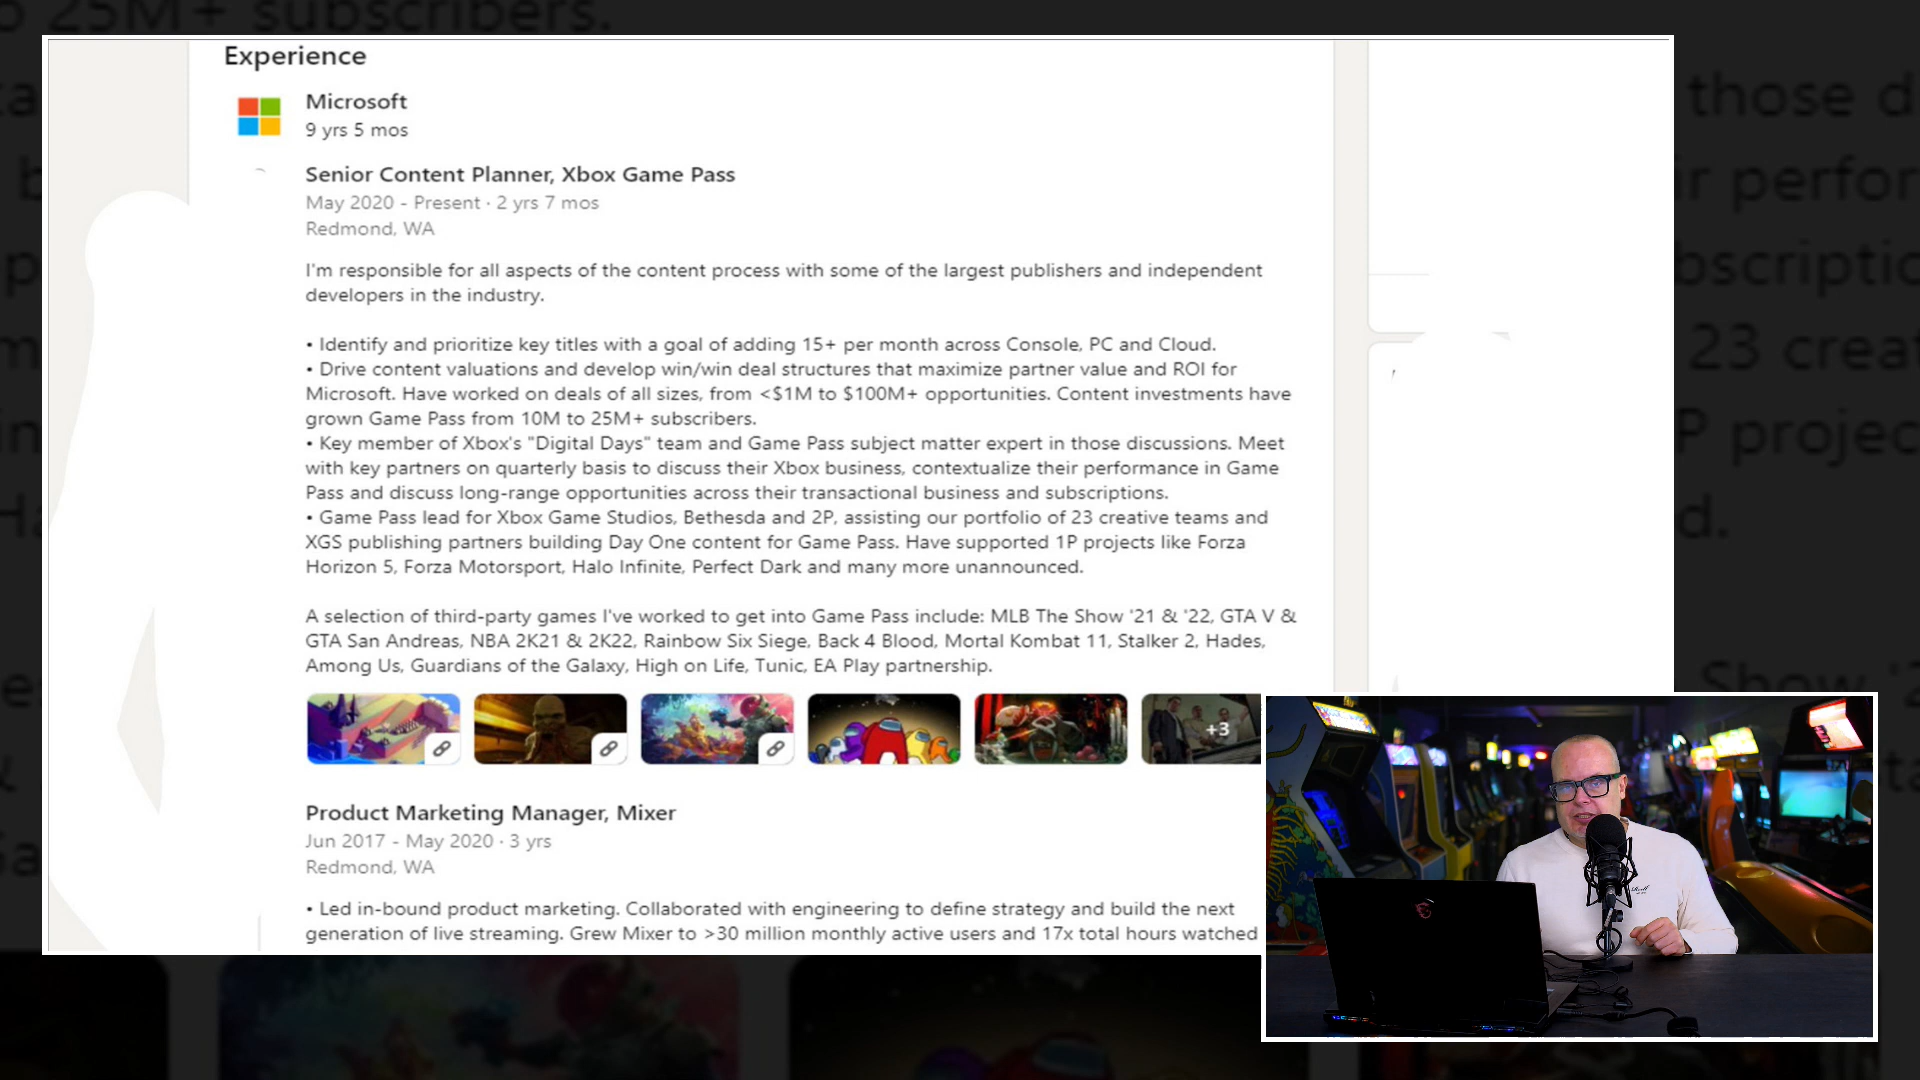 Experience
Microsoft
9 yrs 5 mos
Senior Content Planner, Xbox Game Pass
May 2020 - Present · 2 yrs 7 mos
Redmond, WA
I'm responsible for all aspects of the content process with some of the largest publishers and independent
developers in the industry.
• Identify and prioritize key titles with a goal of adding 15+ per month across Console, PC and Cloud.
• Drive content valuations and develop win/win deal structures that maximize partner value and ROI for
Microsoft. Have worked on deals of all sizes, from <$1M to $100M+ opportunities. Content investments have
grown Game Pass from 10M to 25M+ subscribers.
• Key member of Xbox's "Digital Days" team and Game Pass subject matter expert in those discussions. Meet
with key partners on quarterly basis to discuss their Xbox business, contextualize their performance in Game
Pass and discuss long-range opportunities across their transactional business and subscriptions.
• Game Pass lead for Xbox Game Studios, Bethesda and 2P, assisting our portfolio of 23 creative teams and
XGS publishing partners building Day One content for Game Pass. Have supported 1P projects like Forza
Horizon 5, Forza Motorsport, Halo Infinite, Perfect Dark and many more unannounced.
A selection of third-party games I've worked to get into Game Pass include: MLB The Show '21 & '22, GTA V &
GTA San Andreas, NBA 2K21 & 2K22, Rainbow Six Siege, Back 4 Blood, Mortal Kombat 11, Stalker 2, Hades,
Among Us, Guardians of the Galaxy, High on Life, Tunic, EA Play partnership.
+3
Product Marketing Manager, Mixer
Jun 2017 - May 2020 · 3 yrs
Redmond, WA
• Led in-bound product marketing. Collaborated with engineering to define strategy and build the next
generation of live streaming. Grew Mixer to >30 million monthly active users and 17x total hours watched